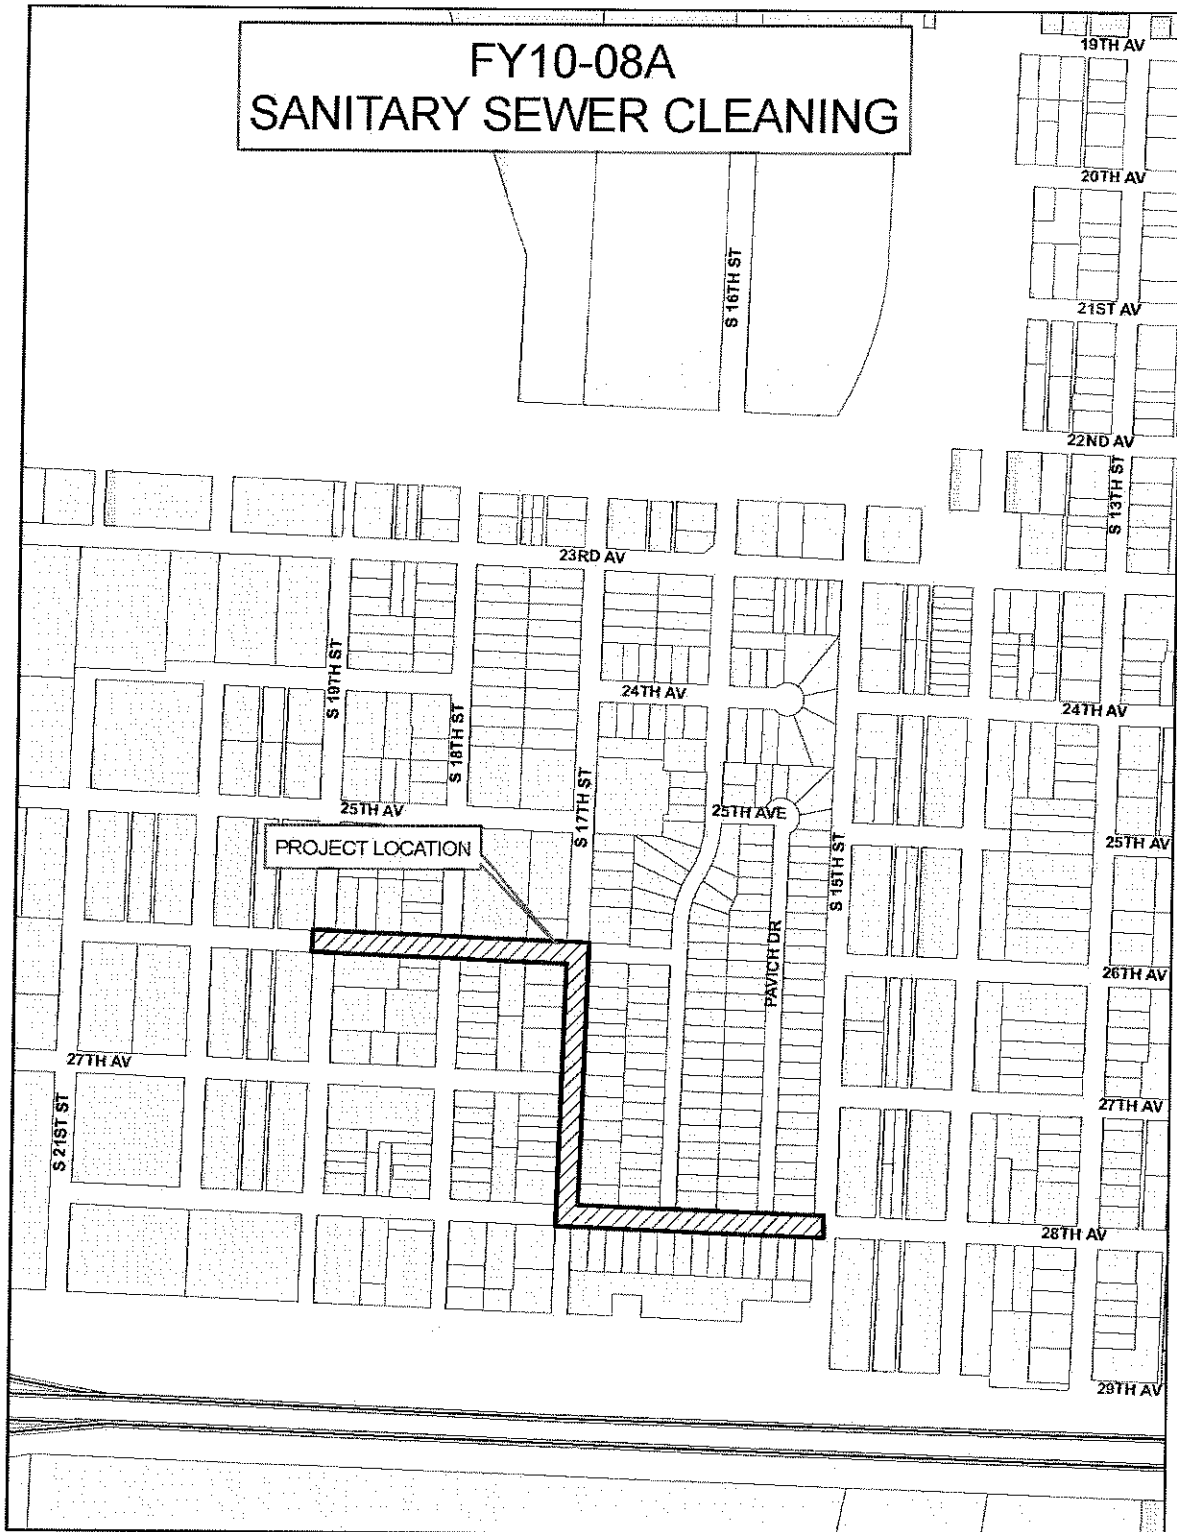 FY10-08A
SANITARY SEWER CLEANING
19TH AV
20TH AV
S 16TH ST
21ST AV
22ND AV
S 13TH ST
23RD AV
S 19TH ST
24TH AV
24TH AV
S 18TH ST
S 17TH ST
25TH AV
25TH AVE
S 15TH ST
25TH AV
PROJECT LOCATION
PAVICH DR
26TH AV
27TH AV
S 21ST ST
27TH AV
28TH AV
29TH AV